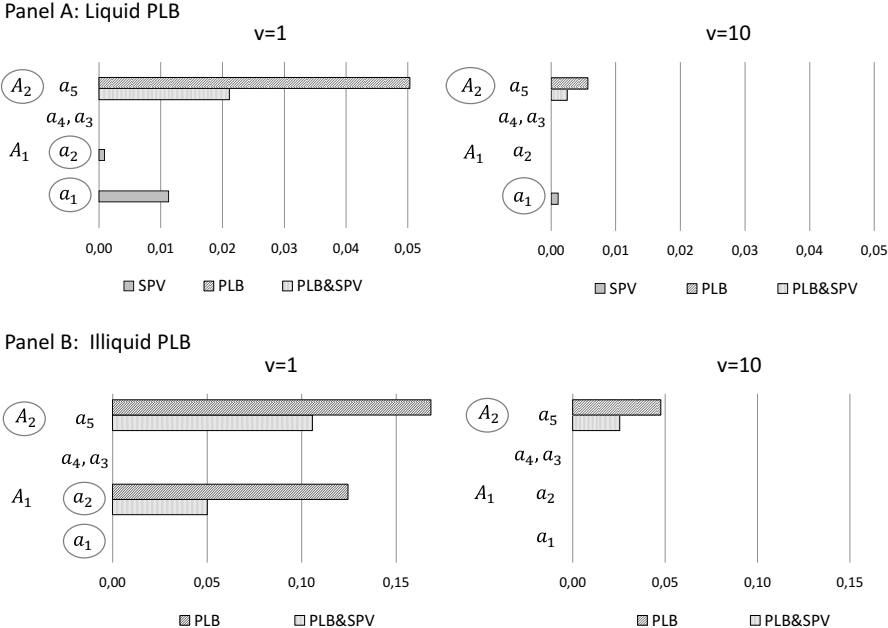 Panel A: Liquid PLB
v=1
A₂ a₅
a₄, a₃
A₁ a₂
a₁
0,00 0,01 0,02 0,03 0,04 0,05
SPV PLB PLB&SPV
v=10
A₂ a₅
a₄, a₃
A₁ a₂
a₁
0,00 0,01 0,02 0,03 0,04 0,05
SPV PLB PLB&SPV
Panel B: Illiquid PLB
v=1
A₂ a₅
a₄, a₃
A₁ a₂
a₁
0,00 0,05 0,10 0,15
PLB PLB&SPV
v=10
A₂ a₅
a₄, a₃
A₁ a₂
a₁
0,00 0,05 0,10 0,15
PLB PLB&SPV